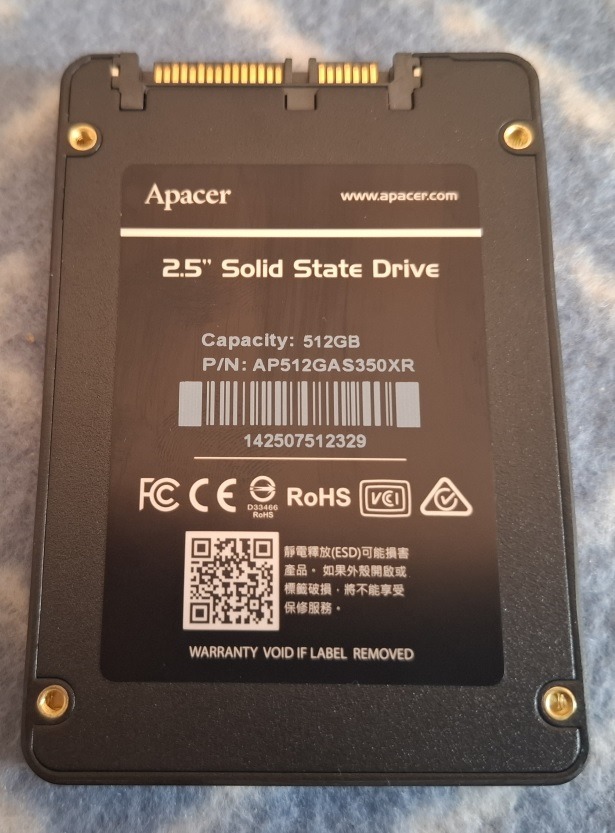 Apacer
www.apacer.com
2.5" Solid State Drive
Capacity: 512GB
P/N: AP512GAS350XR
142507512329
FC CE D33466 RoHS RoHS VCI
靜電釋放(ESD)可能損害
產品。如果外殼開啟或
標籤破損，將不能享受
保修服務。
WARRANTY VOID IF LABEL REMOVED